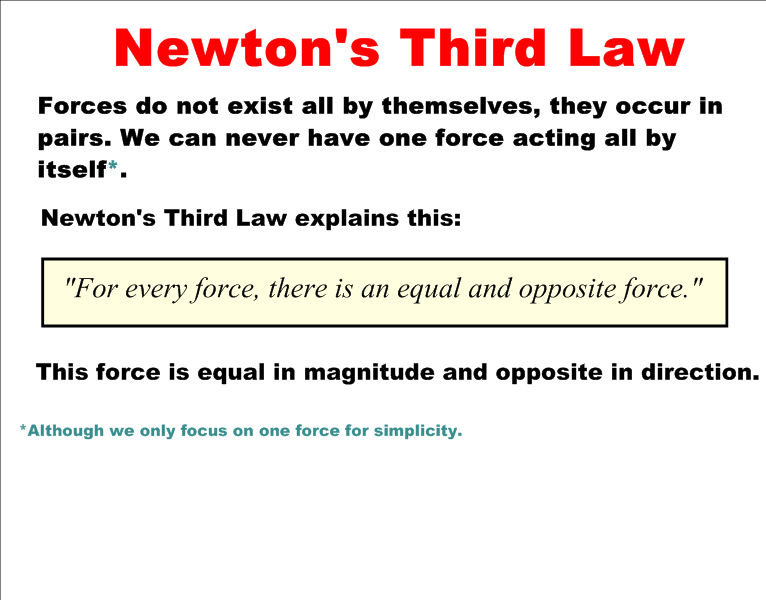 Newton's Third Law
Forces do not exist all by themselves, they occur in
pairs. We can never have one force acting all by
itself*.
Newton's Third Law explains this:
"For every force, there is an equal and opposite force."
This force is equal in magnitude and opposite in direction.
*Although we only focus on one force for simplicity.